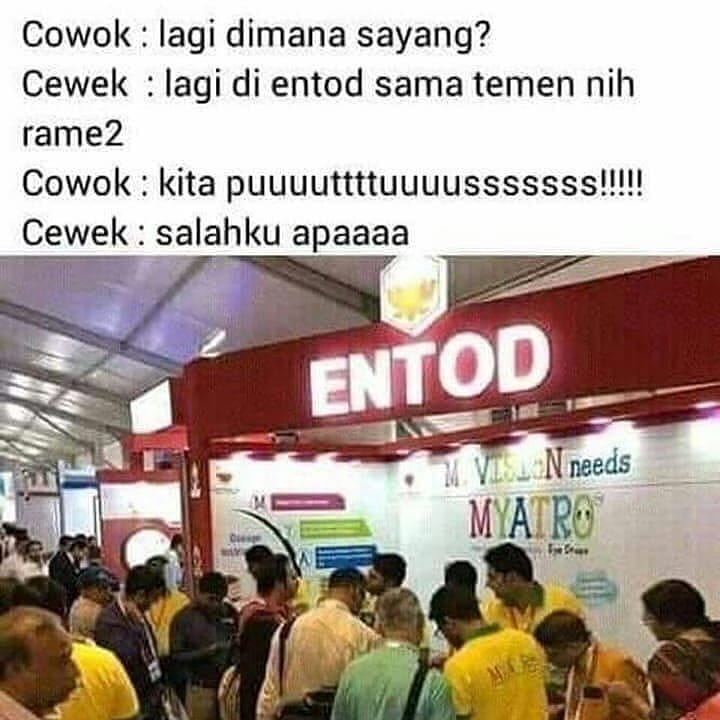 Cowok : lagi dimana sayang?
Cewek : lagi di entod sama temen nih
rame2
Cowok : kita puuuuttttuuuusssssss!!!!!
Cewek : salahku apaaaa
ENTOD
VISION needs
MYATRO
Eye Drops